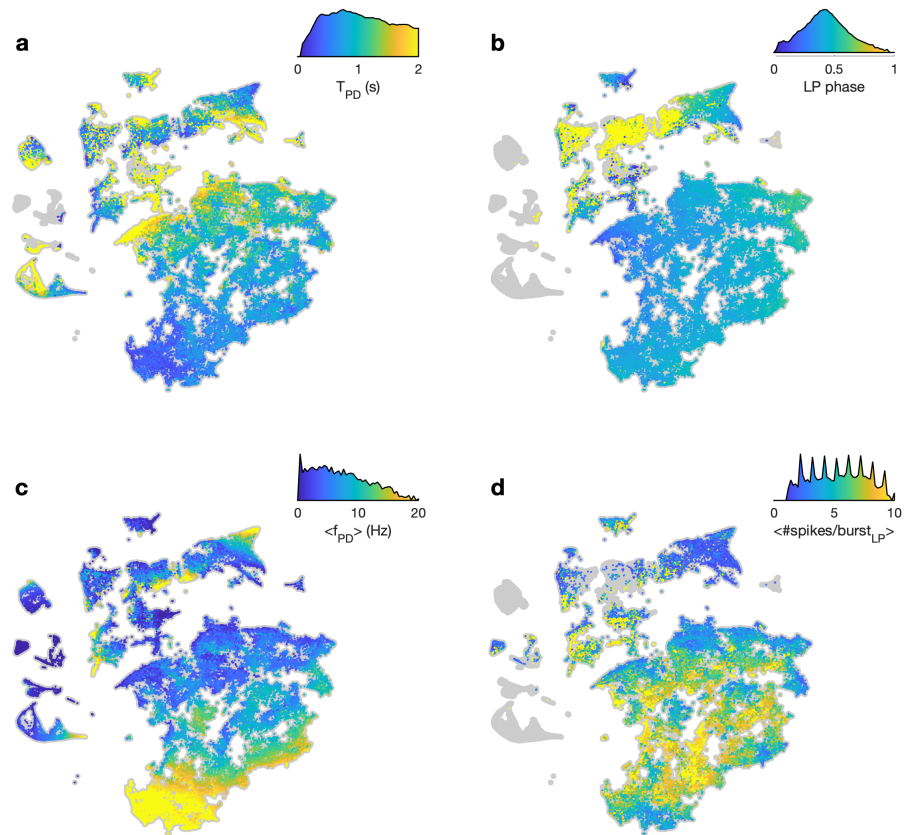 a
0 1 2
T_PD (s)
b
0 0.5 1
LP phase
c
0 10 20
<f_PD> (Hz)
d
0 5 10
<#spikes/burst_LP>